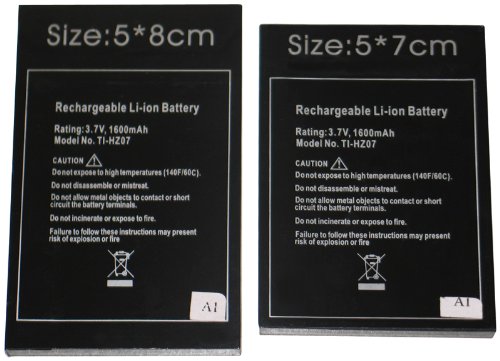 Size:5*8cm
Rechargeable Li-ion Battery
Rating: 3.7V, 1600mAh
Model No. TI-HZ07
CAUTION
Do not expose to high temperatures (140F/60C).
Do not disassemble or mistreat.
Do not allow metal objects to contact or short
circuit the battery terminals.
Do not incinerate or expose to fire.
Failure to follow these instructions may present
risk of explosion or fire
A1
Size:5*7cm
Rechargeable Li-ion Battery
Rating: 3.7V, 1600mAh
Model No. TI-HZ07
CAUTION
Do not expose to high temperatures (140F/60C).
Do not disassemble or mistreat.
Do not allow metal objects to contact or short
circuit the battery terminals.
Do not incinerate or expose to fire.
Failure to follow these instructions may present
risk of explosion or fire
A1